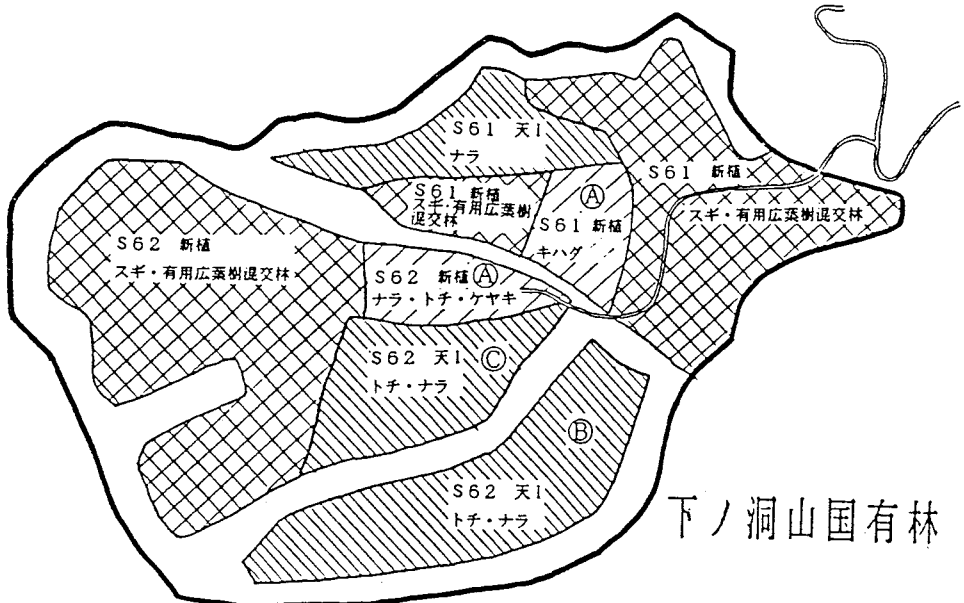 S61 天I
ナラ
S61 新植
スギ・有用広葉樹
混交林
Ⓐ
S61 新植
キハダ
S61 新植
スギ・有用広葉樹混交林
S62 新植
スギ・有用広葉樹混交林
S62 新植 Ⓐ
ナラ・トチ・ケヤキ
S62 天I Ⓒ
トチ・ナラ
Ⓑ
S62 天I
トチ・ナラ
下ノ洞山国有林